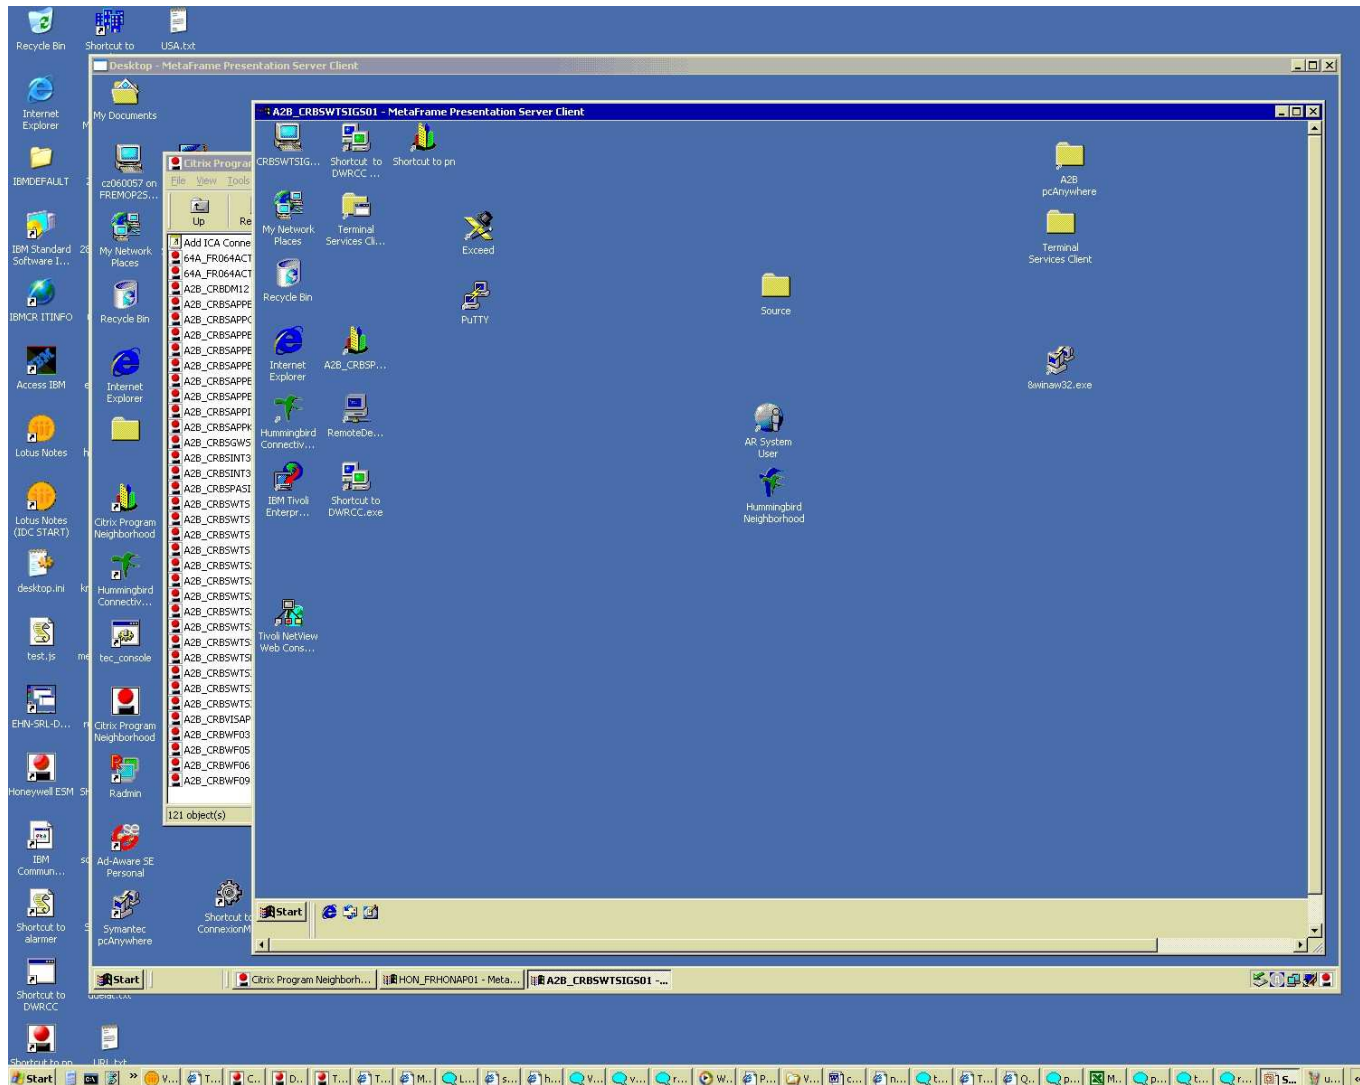 Recycle Bin
Shortcut to
USA.txt
Desktop - MetaFrame Presentation Server Client
Internet
Explorer
My Documents
IBMDEFAULT
cz060057 on
FREMOP2S...
IBM Standard
Software I...
My Network
Places
IBMCR ITINFO
Recycle Bin
Access IBM
Internet
Explorer
Lotus Notes
Lotus Notes
(IDC START)
Citrix Program
Neighborhood
desktop.ini
Hummingbird
Connectiv...
test.js
tec_console
EHN-SRL-D...
Citrix Program
Neighborhood
Honeywell ESM
Radmin
IBM
Commun...
Ad-Aware SE
Personal
Shortcut to
alarmer
Symantec
pcAnywhere
Shortcut to
ConnexionM
Shortcut to
DWRCC
Shortcut to pn
URL.txt
Citrix Program
File View Tools
Up
Re
Add ICA Conne
64A_FR064ACT
64A_FR064ACT
A2B_CRBDM12
A2B_CRBSAPPE
A2B_CRBSAPPC
A2B_CRBSAPPE
A2B_CRBSAPPE
A2B_CRBSAPPE
A2B_CRBSAPPE
A2B_CRBSAPPE
A2B_CRBSAPPI
A2B_CRBSAPPK
A2B_CRBSGWS
A2B_CRBSINT3
A2B_CRBSINT3
A2B_CRBSPASI
A2B_CRBSWTS
A2B_CRBSWTS
A2B_CRBSWTS
A2B_CRBSWTS
A2B_CRBSWTS
A2B_CRBSWTS
A2B_CRBSWTS
A2B_CRBSWTS
A2B_CRBSWTS
A2B_CRBSWTS
A2B_CRBSWTS
A2B_CRBSWTS
A2B_CRBSWTS
A2B_CRBSWTS
A2B_CRBVISAP
A2B_CRBWF03
A2B_CRBWF05
A2B_CRBWF06
A2B_CRBWF09
121 object(s)
A2B_CRBSWTSIGS01 - MetaFrame Presentation Server Client
CRBSWTSIG...
Shortcut to
DWRCC ...
Shortcut to pn
A2B
pcAnywhere
My Network
Places
Terminal
Services Cli...
Exceed
Terminal
Services Client
Recycle Bin
PuTTY
Source
Internet
Explorer
A2B_CRBSP...
8winaw32.exe
Hummingbird
Connectiv...
RemoteDe...
AR System
User
IBM Tivoli
Enterpr...
Shortcut to
DWRCC.exe
Hummingbird
Neighborhood
Tivoli NetView
Web Cons...
Start
Start
Citrix Program Neighborh...
HON_FRHONAP01 - Meta...
A2B_CRBSWTSIGS01 -...
Start » V... T... C... D... T... T... M... L... s... h... V... v... r... W... P... V... c... n... t... T... Q... p... M... p... t... r... S... u...